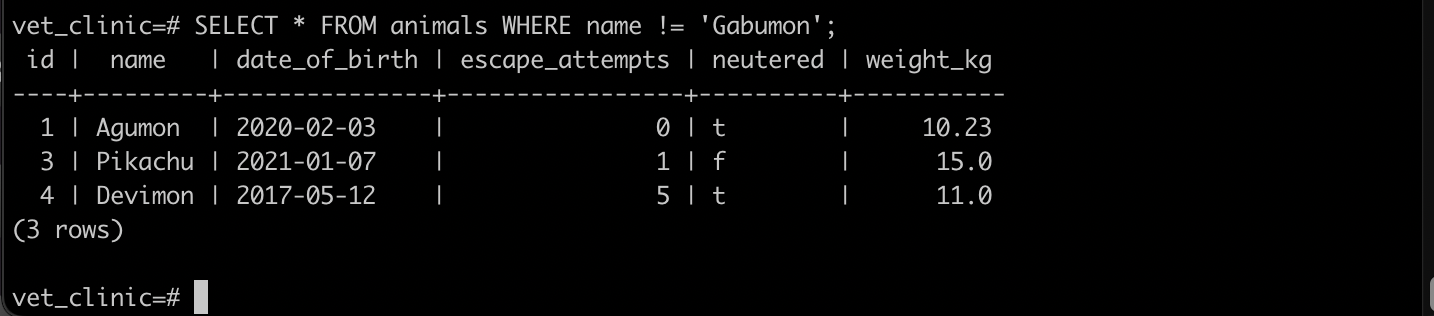 vet_clinic=# SELECT * FROM animals WHERE name != 'Gabumon';
 id |  name   | date_of_birth | escape_attempts | neutered | weight_kg
----+---------+---------------+-----------------+----------+-----------
  1 | Agumon  | 2020-02-03    |               0 | t        |     10.23
  3 | Pikachu | 2021-01-07    |               1 | f        |      15.0
  4 | Devimon | 2017-05-12    |               5 | t        |      11.0
(3 rows)
vet_clinic=#